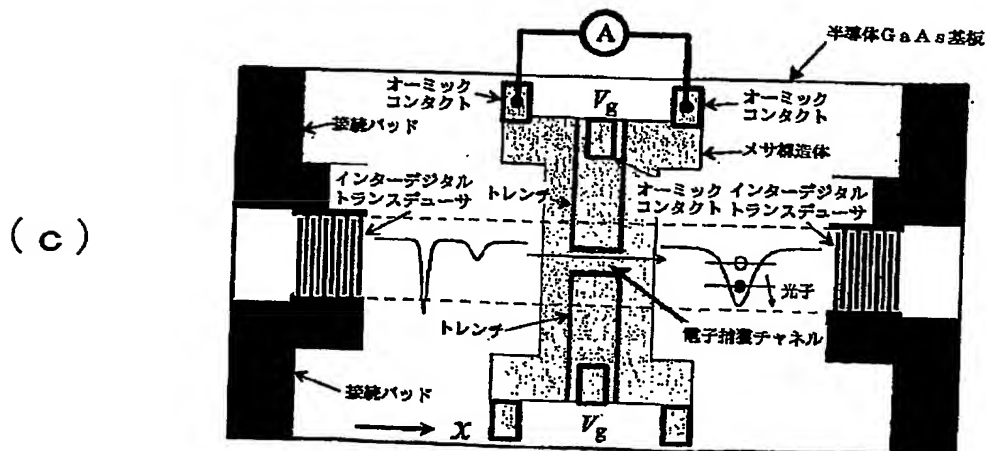 A
半導体GaAs基板
オーミック
コンタクト
Vg
オーミック
コンタクト
接続パッド
メサ構造体
インターデジタル
トランスデューサ
トレンチ
オーミック
コンタクト
インターデジタル
トランスデューサ
(c)
光子
トレンチ
電子捕獲チャネル
接続パッド
x
Vg